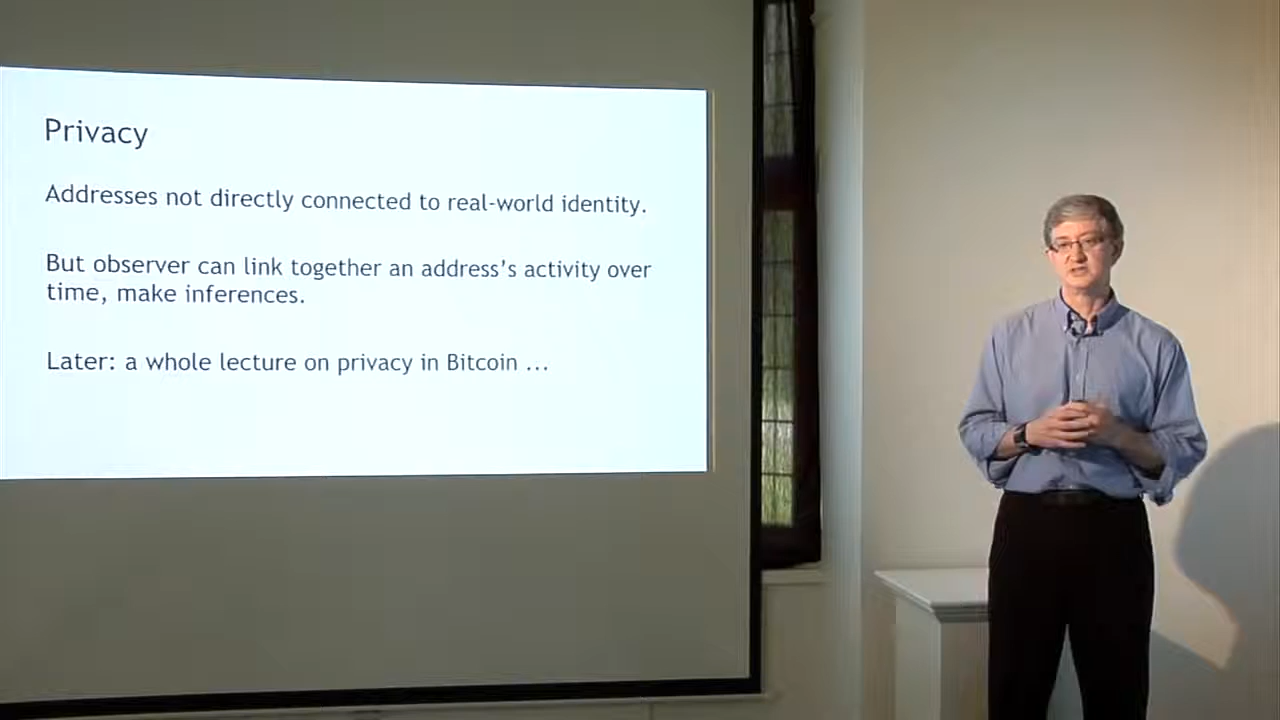 Privacy
Addresses not directly connected to real-world identity.
But observer can link together an address's activity over
time, make inferences.
Later: a whole lecture on privacy in Bitcoin ...